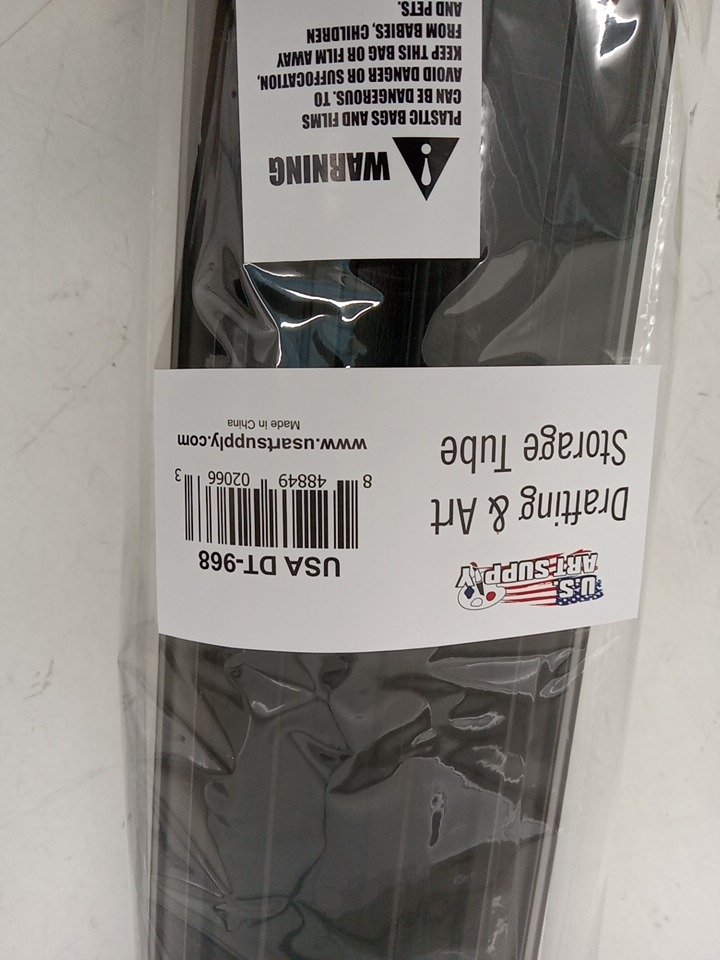 U.S.
ART SUPPLY
Drafting & Art
Storage Tube
USA DT-968
8 48849 02066 3
www.usartsupply.com
Made in China
WARNING
PLASTIC BAGS AND FILMS
CAN BE DANGEROUS. TO
AVOID DANGER OR SUFFOCATION,
KEEP THIS BAG OR FILM AWAY
FROM BABIES, CHILDREN
AND PETS.